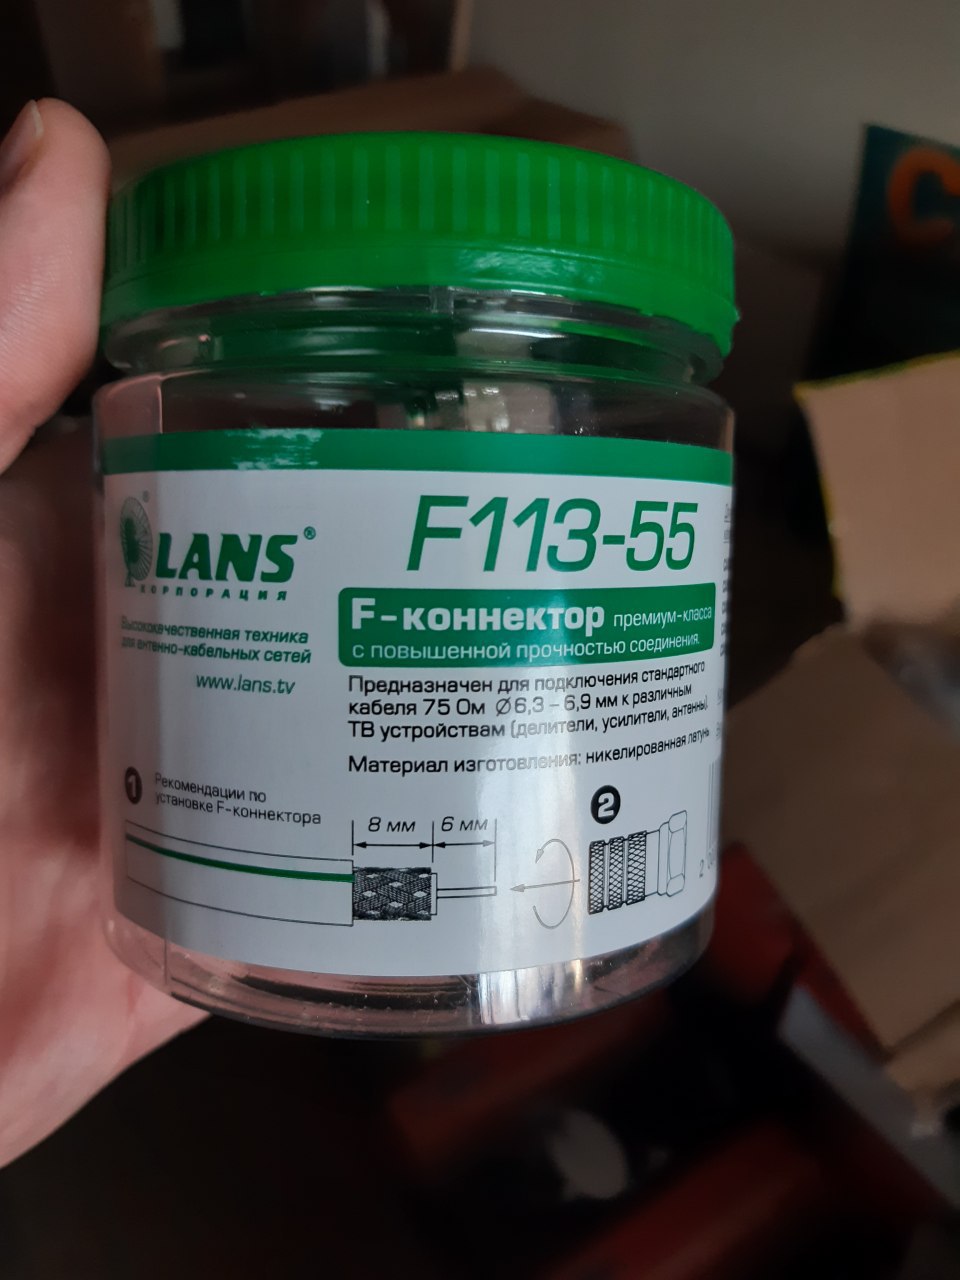 LANS®
КОРПОРАЦИЯ
Высококачественная техника
для антенно-кабельных сетей
www.lans.tv
F113-55
F-коннектор премиум-класса
с повышенной прочностью соединения.
Предназначен для подключения стандартного
кабеля 75 Ом Ø6,3 – 6,9 мм к различным
ТВ устройствам (делители, усилители, антенны).
Материал изготовления: никелированная латунь
1 Рекомендации по
установке F-коннектора
8 мм 6 мм
2
C